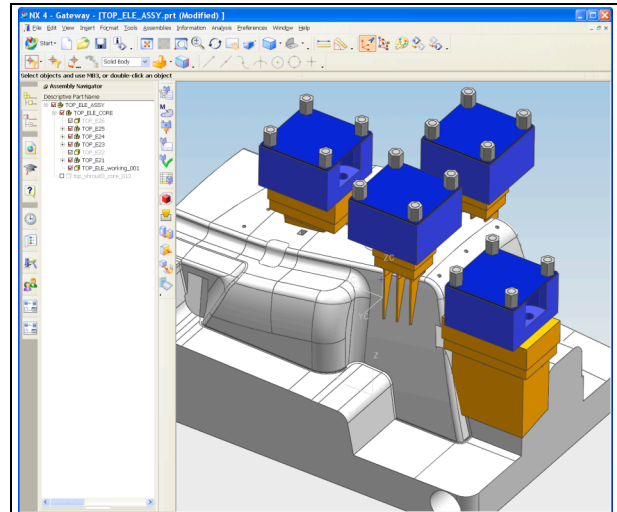 NX 4 - Gateway - [TOP_ELE_ASSY.prt (Modified) ]
File Edit View Insert Format Tools Assemblies Information Analysis Preferences Window Help
Start
Solid Body
Select objects and use MB3, or double-click an object
Assembly Navigator
Descriptive Part Name
TOP_ELE_ASSY
TOP_ELE_CORE
TOP_E26
TOP_E25
TOP_E24
TOP_E23
TOP_E22
TOP_E21
TOP_ELE_working_001
top_shroud3_core_013
ZC
YC
Z